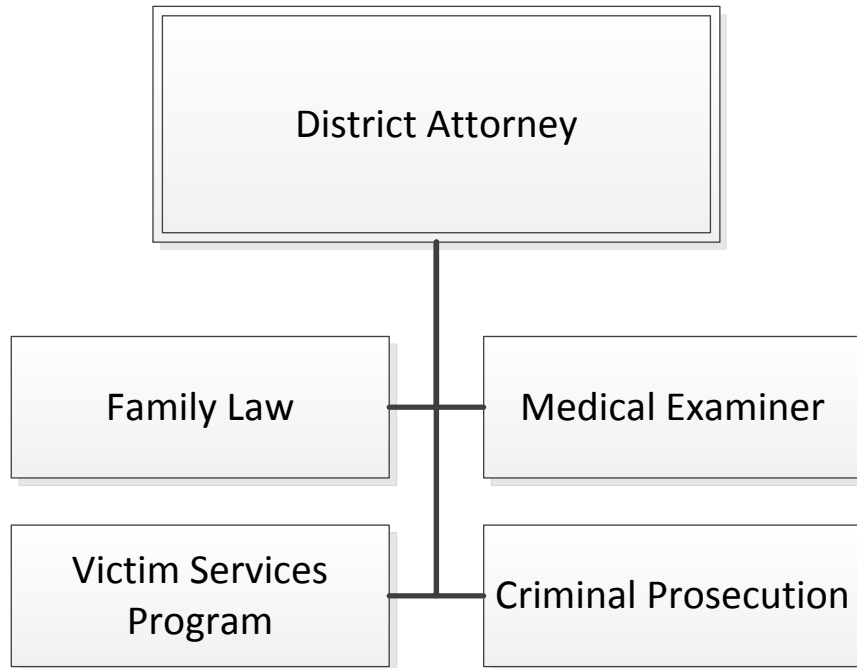 District Attorney
Family Law
Medical Examiner
Victim Services
Program
Criminal Prosecution